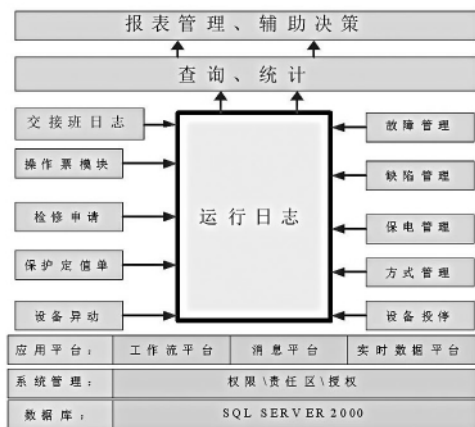 报表管理、辅助决策
查询、统计
交接班日志
操作票模块
检修申请
保护定值单
设备异动
运行日志
故障管理
缺陷管理
保电管理
方式管理
设备投停
应用平台： 工作流平台 消息平台 实时数据平台
系统管理： 权限\责任区\授权
数据库： SQL SERVER 2000